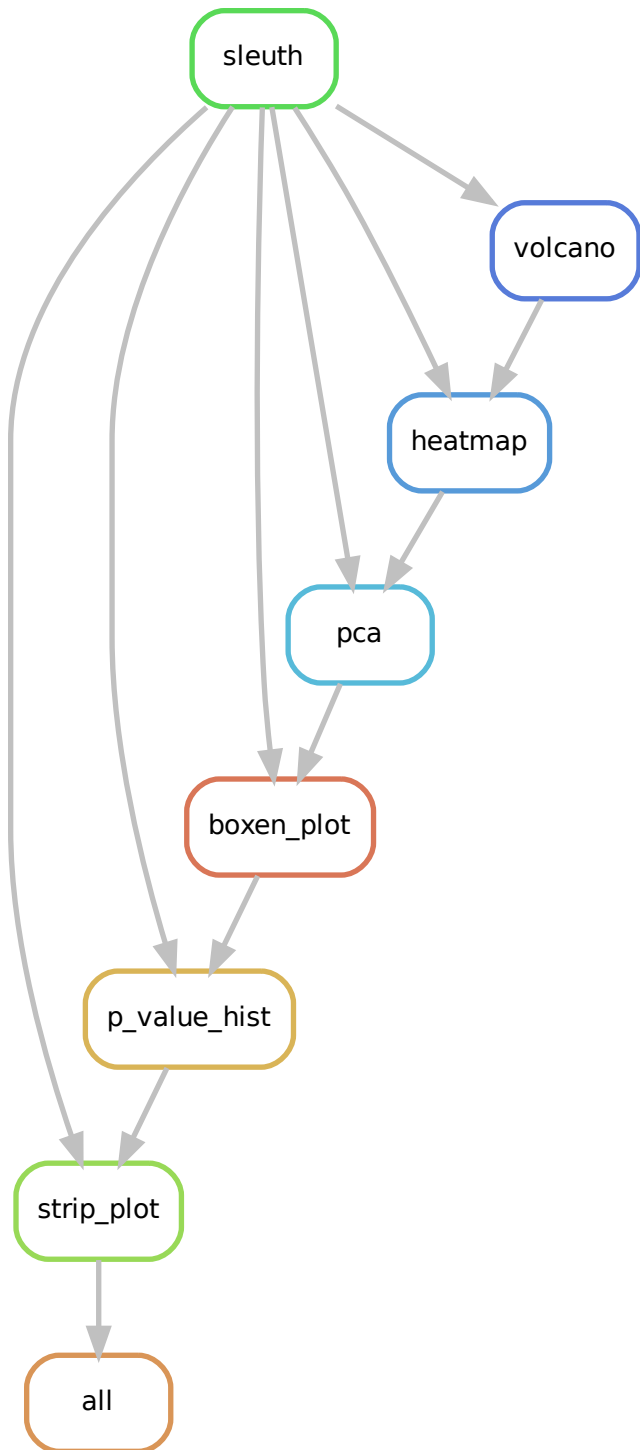 sleuth
volcano
heatmap
pca
boxen_plot
p_value_hist
strip_plot
all